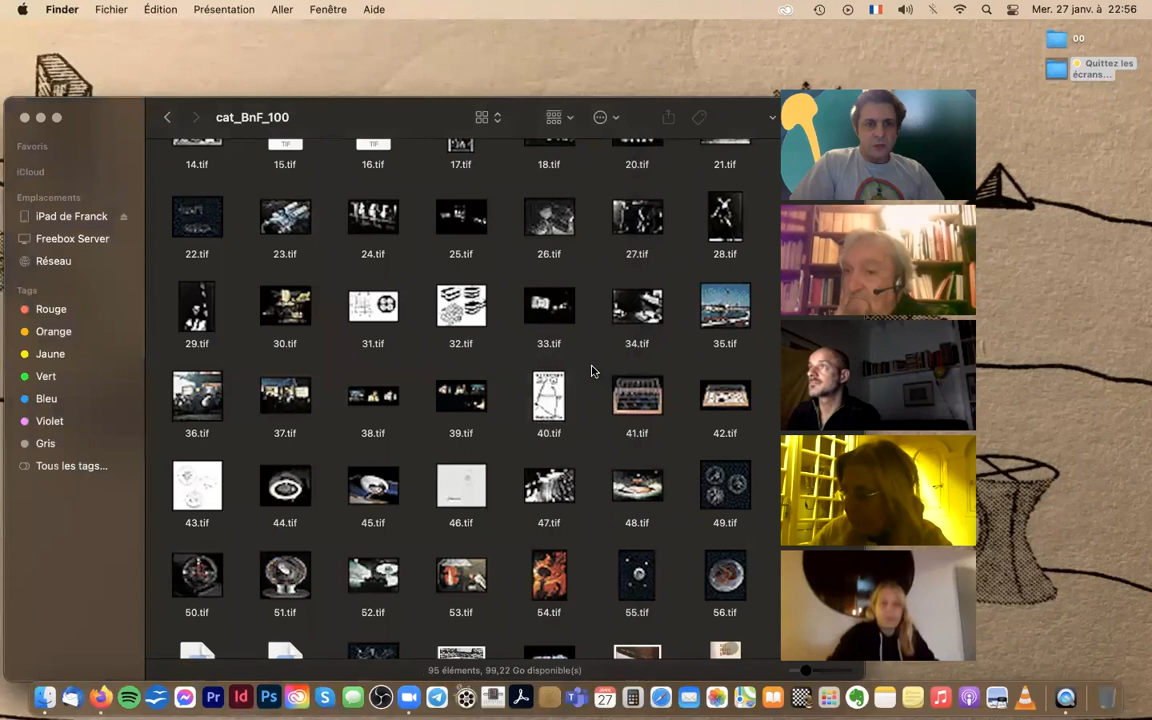 Finder Fichier Édition Présentation Aller Fenêtre Aide Mer. 27 janv. à 22:56
00
Quittez les
écrans...
cat_BnF_100
Favoris
iCloud
Emplacements
iPad de Franck
Freebox Server
Réseau
Tags
Rouge
Orange
Jaune
Vert
Bleu
Violet
Gris
Tous les tags...
TIF TIF
14.tif 15.tif 16.tif 17.tif 18.tif 20.tif 21.tif
22.tif 23.tif 24.tif 25.tif 26.tif 27.tif 28.tif
29.tif 30.tif 31.tif 32.tif 33.tif 34.tif 35.tif
36.tif 37.tif 38.tif 39.tif 40.tif 41.tif 42.tif
43.tif 44.tif 45.tif 46.tif 47.tif 48.tif 49.tif
50.tif 51.tif 52.tif 53.tif 54.tif 55.tif 56.tif
95 éléments, 99,22 Go disponible(s)
Pr Id Ps S 27